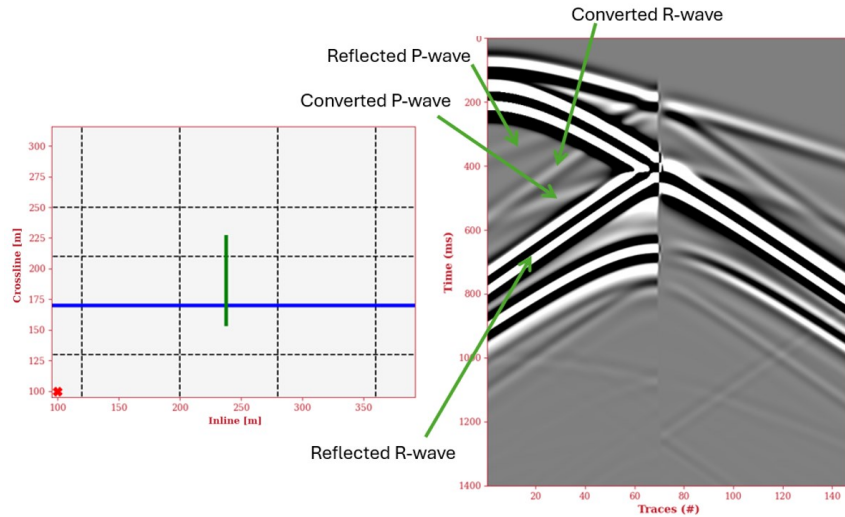 Converted R-wave
Reflected P-wave
Converted P-wave
Reflected R-wave
300
275
250
225
200
175
150
125
100
Crossline [m]
100 150 200 250 300 350
Inline [m]
0
200
400
600
800
1000
1200
1400
Time (ms)
20 40 60 80 100 120 140
Traces (#)